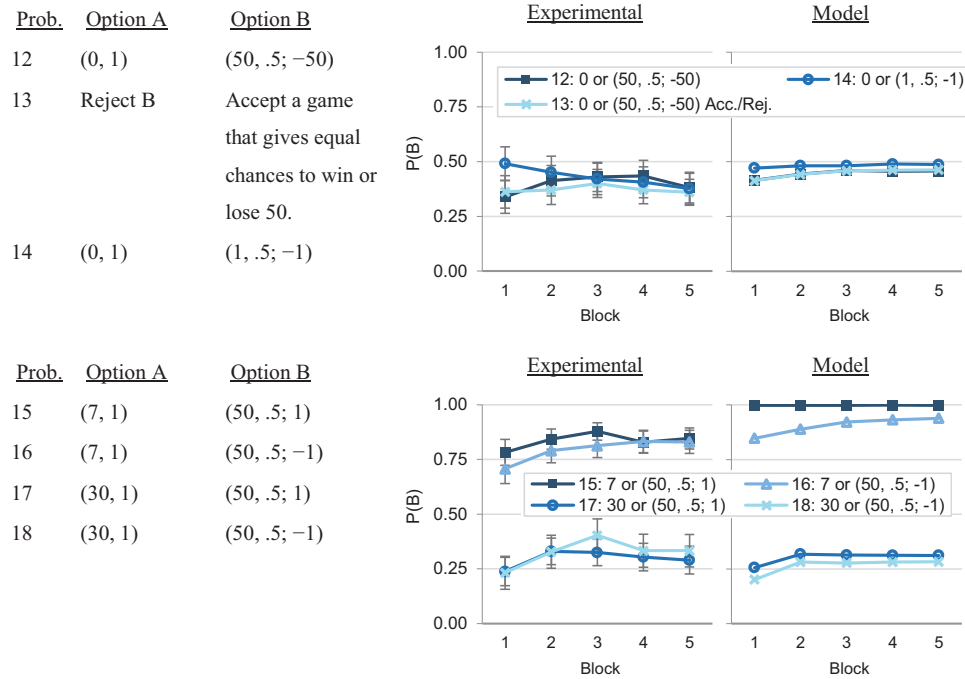 Prob. Option A Option B
12 (0, 1) (50, .5; −50)
13 Reject B Accept a game
that gives equal
chances to win or
lose 50.
14 (0, 1) (1, .5; −1)
Experimental Model
1.00
12: 0 or (50, .5; -50) 14: 0 or (1, .5; -1)
13: 0 or (50, .5; -50) Acc./Rej.
0.75
P(B)
0.50
0.25
0.00
1 2 3 4 5 1 2 3 4 5
Block Block
Prob. Option A Option B
15 (7, 1) (50, .5; 1)
16 (7, 1) (50, .5; −1)
17 (30, 1) (50, .5; 1)
18 (30, 1) (50, .5; −1)
Experimental Model
1.00
0.75
15: 7 or (50, .5; 1) 16: 7 or (50, .5; -1)
17: 30 or (50, .5; 1) 18: 30 or (50, .5; -1)
P(B)
0.50
0.25
0.00
1 2 3 4 5 1 2 3 4 5
Block Block